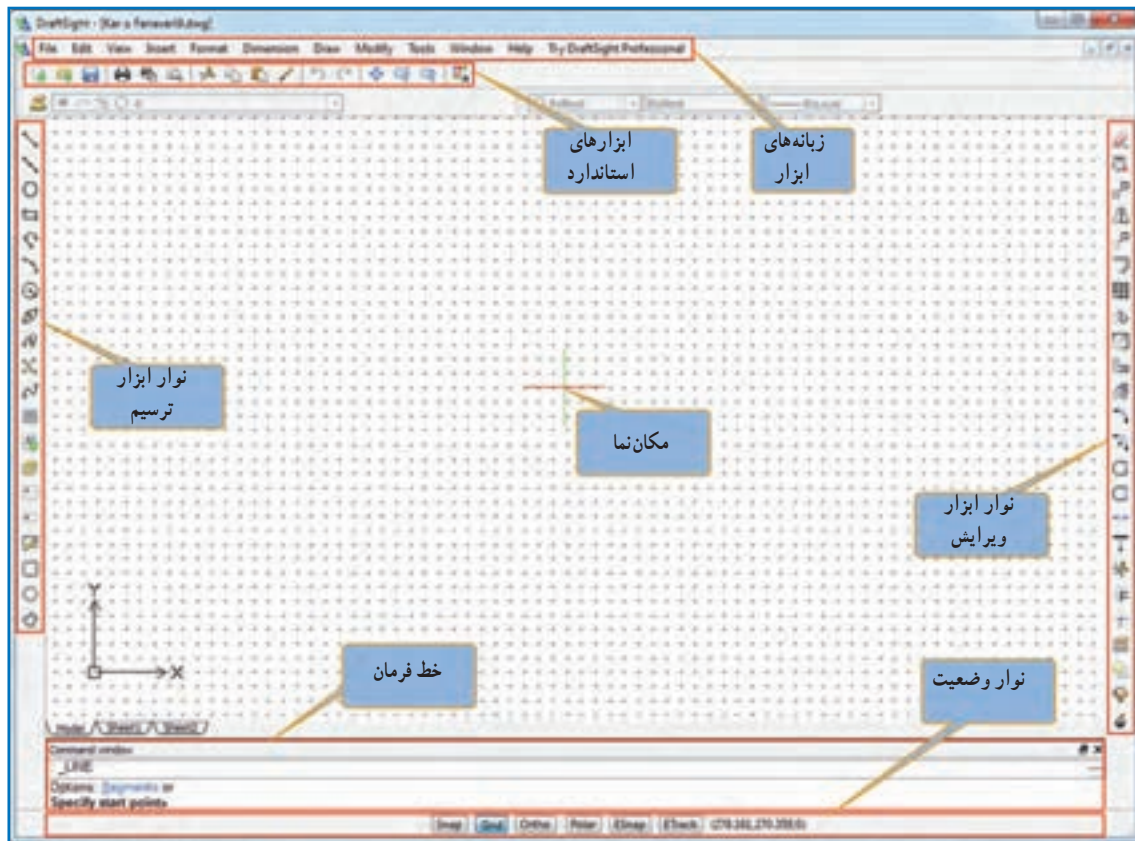 DraftSight - [Kar a Fanavari9.dwg]
File Edit View Insert Format Dimension Draw Modify Tools Window Help Try DraftSight Professional
ابزارهای
استاندارد
زبانه‌های
ابزار
نوار ابزار
ترسیم
مکان‌نما
نوار ابزار
ویرایش
Y
X
خط فرمان
نوار وضعیت
Model Sheet1 Sheet2
Command window
_LINE
Options: Segments or
Specify start point»
Snap Grid Ortho Polar ESnap ETrack